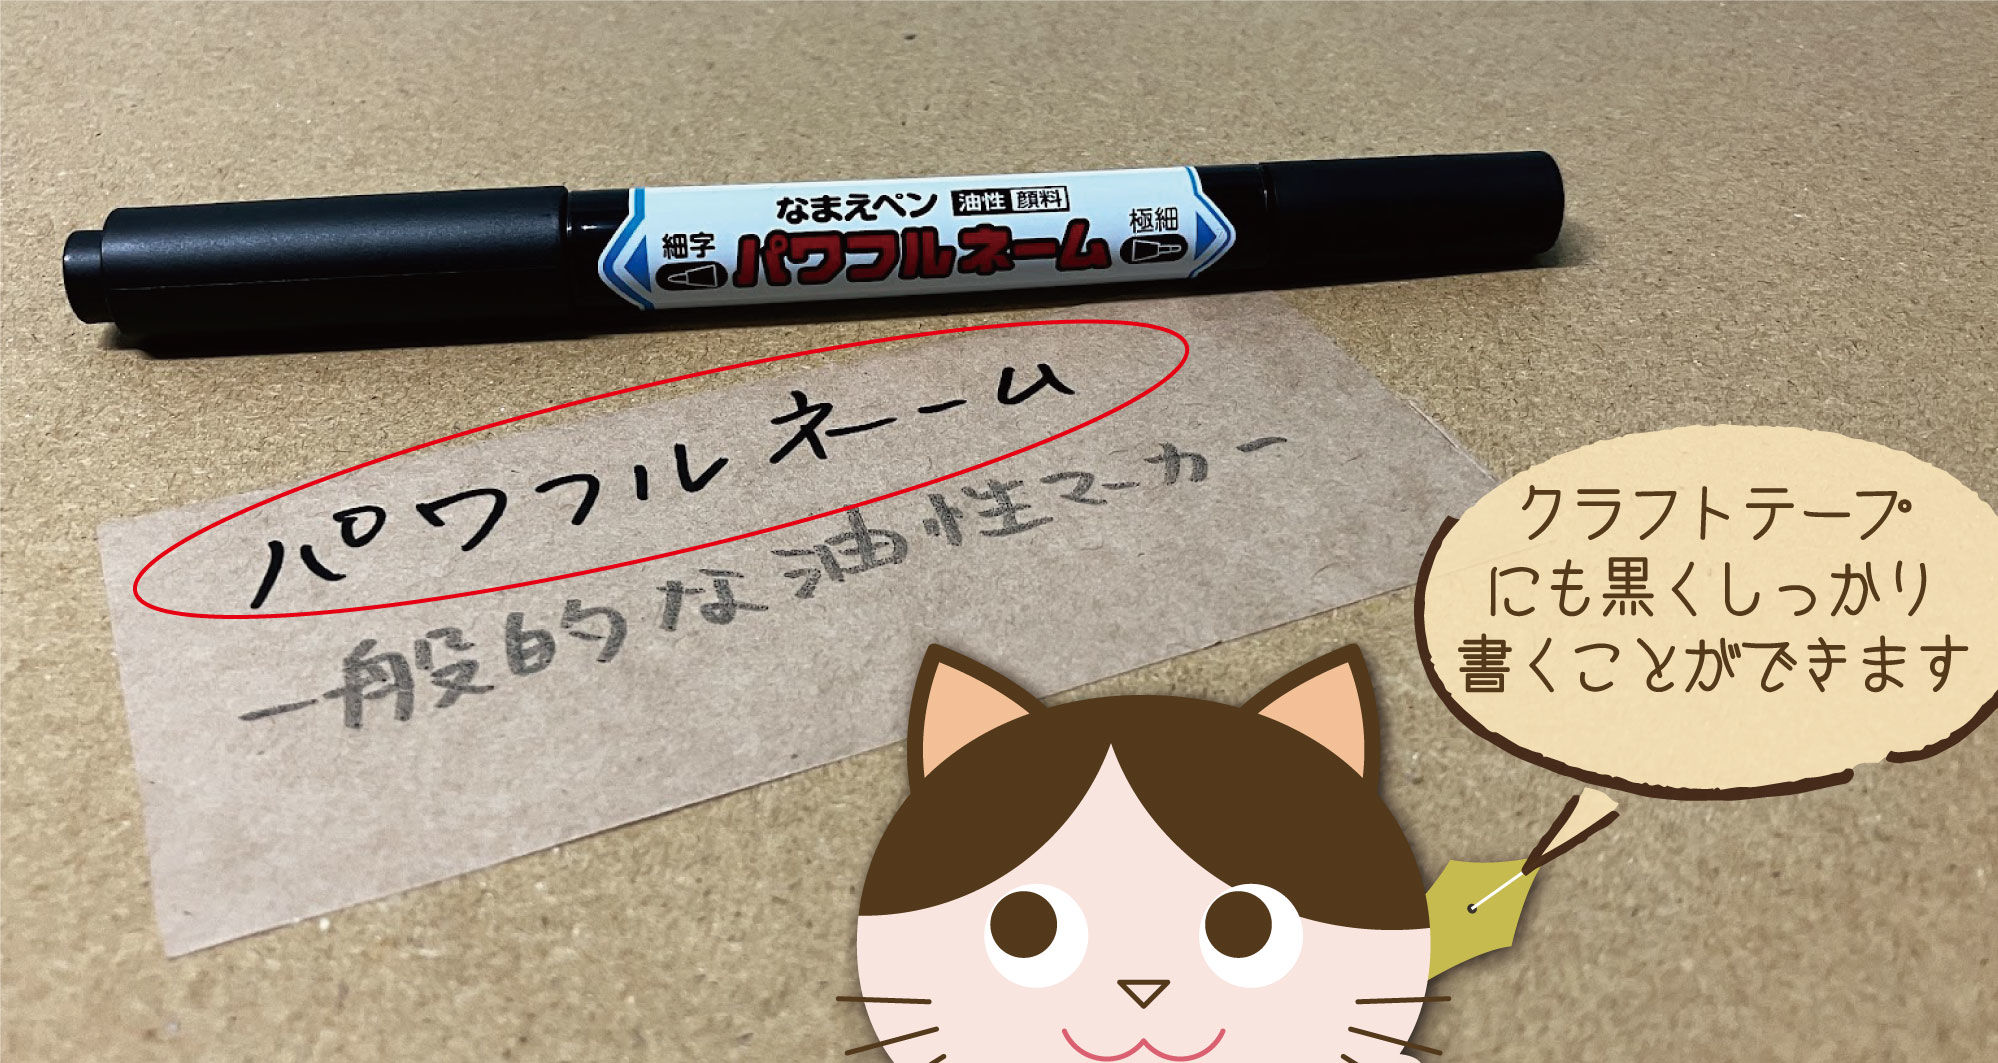 なまえペン 油性 顔料
細字 パワフルネーム 極細
パワフルネーム
一般的な油性マーカー
クラフトテープ
にも黒くしっかり
書くことができます